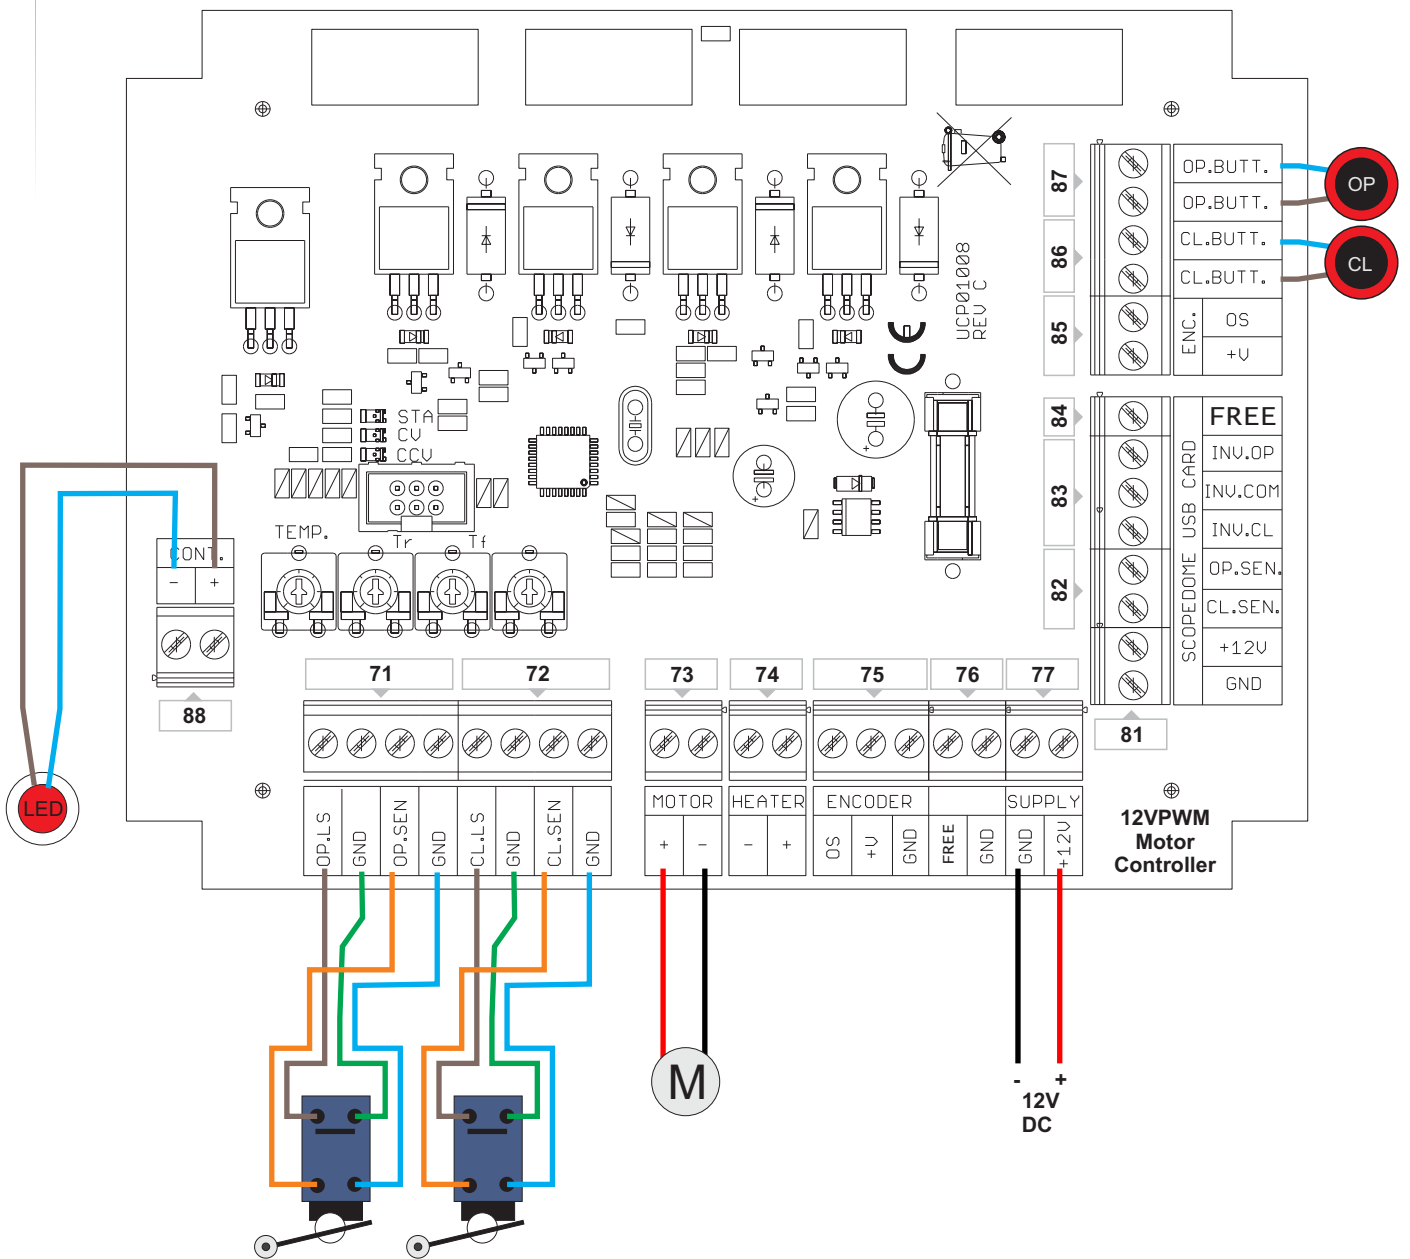 87
OP.BUTT.
OP.BUTT.
OP
86
CL.BUTT.
CL.BUTT.
CL
85
ENC.
OS
+V
UCP01008
REV C
84
FREE
83
INV.OP
INV.COM
INV.CL
82
OP.SEN.
CL.SEN.
+12V
GND
SCOPEDOME USB CARD
81
STA
CV
CCV
TEMP.
Tr
Tf
+
+
CONT.
- +
88
LED
71
72
73
74
75
76
77
OP.LS
GND
OP.SEN
GND
CL.LS
GND
CL.SEN
GND
MOTOR
+ -
HEATER
- +
ENCODER
OS
+V
GND
FREE
GND
SUPPLY
GND
+12V
12VPWM
Motor
Controller
M
- +
12V
DC